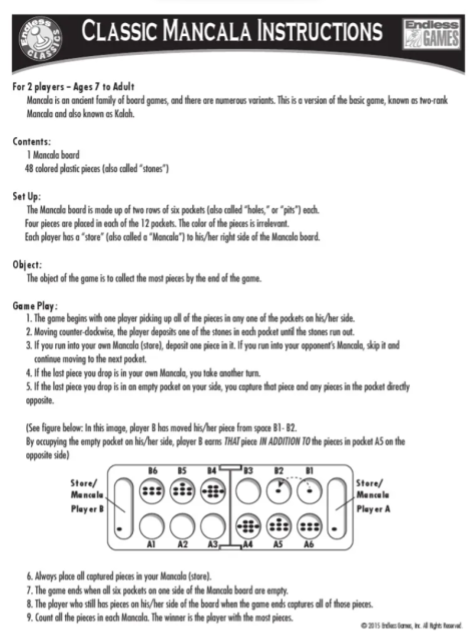 Endless CLASSICS
CLASSIC MANCALA INSTRUCTIONS
Endless GAMES
For 2 players – Ages 7 to Adult
Mancala is an ancient family of board games, and there are numerous variants. This is a version of the basic game, known as two-rank
Mancala and also known as Kalah.
Contents:
1 Mancala board
48 colored plastic pieces (also called "stones")
Set Up:
The Mancala board is made up of two rows of six pockets (also called "holes," or "pits") each.
Four pieces are placed in each of the 12 pockets. The color of the pieces is irrelevant.
Each player has a "store" (also called a "Mancala") to his/her right side of the Mancala board.
Object:
The object of the game is to collect the most pieces by the end of the game.
Game Play:
1. The game begins with one player picking up all of the pieces in any one of the pockets on his/her side.
2. Moving counter-clockwise, the player deposits one of the stones in each pocket until the stones run out.
3. If you run into your own Mancala (store), deposit one piece in it. If you run into your opponent's Mancala, skip it and
continue moving to the next pocket.
4. If the last piece you drop is in your own Mancala, you take another turn.
5. If the last piece you drop is in an empty pocket on your side, you capture that piece and any pieces in the pocket directly
opposite.
(See figure below: In this image, player B has moved his/her piece from space B1- B2.
By occupying the empty pocket on his/her side, player B earns THAT piece IN ADDITION TO the pieces in pocket A5 on the
opposite side)
B6 B5 B4 B3 B2 B1
Store/
Mancala
Player B
Store/
Mancala
Player A
A1 A2 A3 A4 A5 A6
6. Always place all captured pieces in your Mancala (store).
7. The game ends when all six pockets on one side of the Mancala board are empty.
8. The player who still has pieces on his/her side of the board when the game ends captures all of those pieces.
9. Count all the pieces in each Mancala. The winner is the player with the most pieces.
© 2015 Endless Games, Inc. All Rights Reserved.